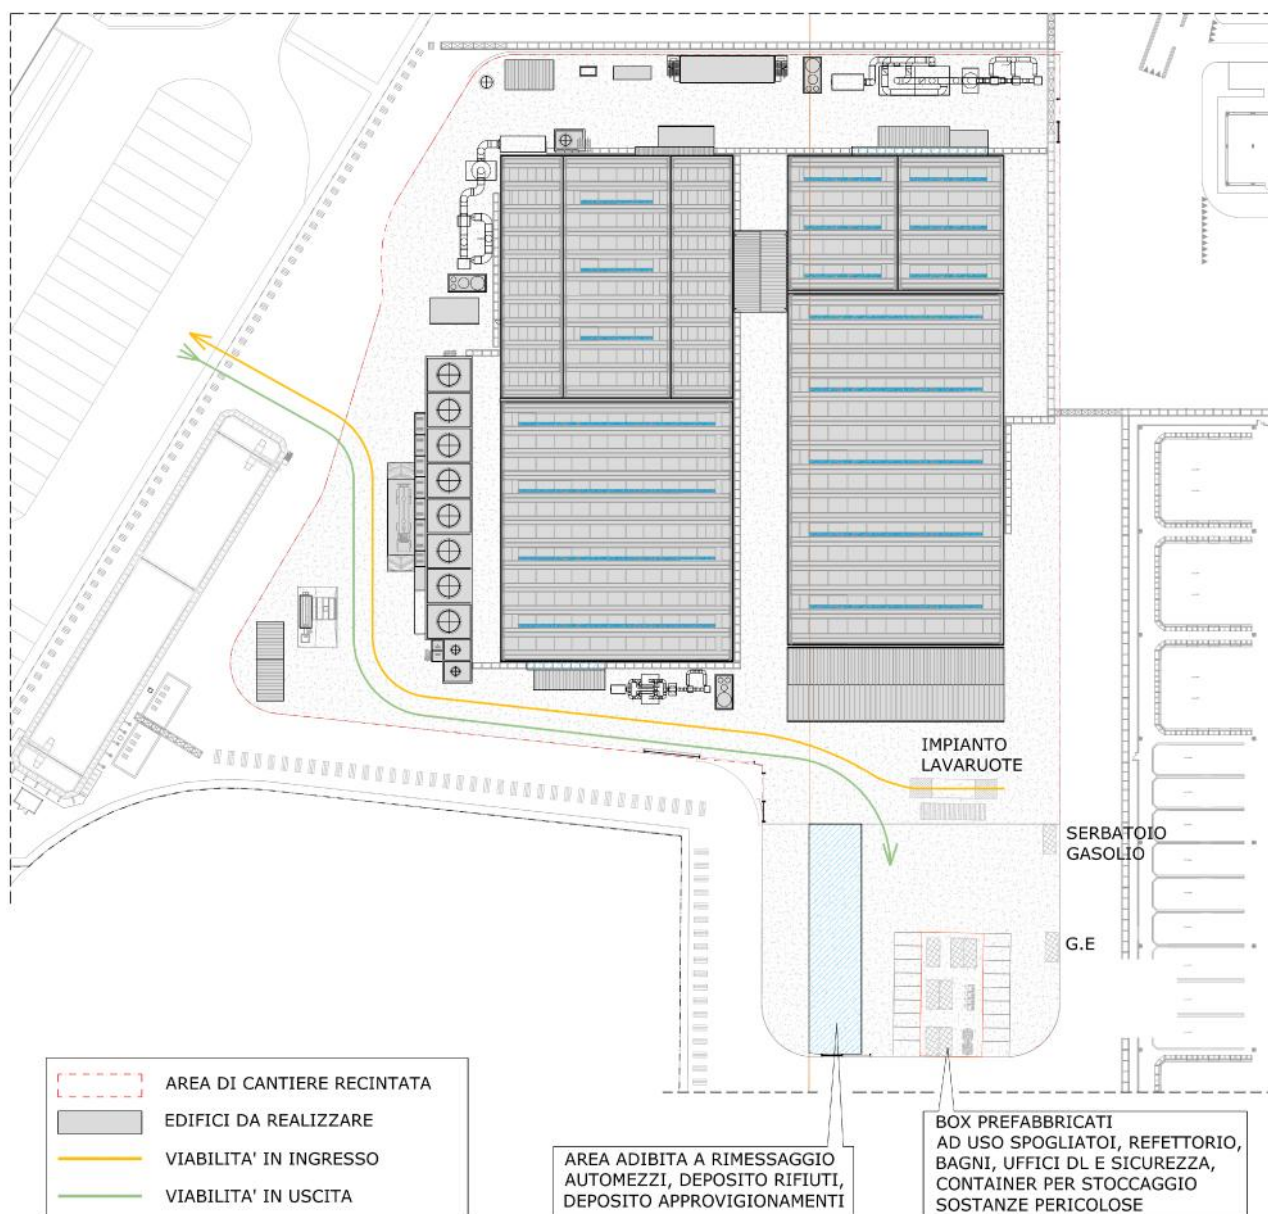 IMPIANTO
LAVARUOTE
SERBATOIO
GASOLIO
G.E
AREA DI CANTIERE RECINTATA
EDIFICI DA REALIZZARE
VIABILITA' IN INGRESSO
VIABILITA' IN USCITA
AREA ADIBITA A RIMESSAGGIO
AUTOMEZZI, DEPOSITO RIFIUTI,
DEPOSITO APPROVIGIONAMENTI
BOX PREFABBRICATI
AD USO SPOGLIATOI, REFETTORIO,
BAGNI, UFFICI DL E SICUREZZA,
CONTAINER PER STOCCAGGIO
SOSTANZE PERICOLOSE